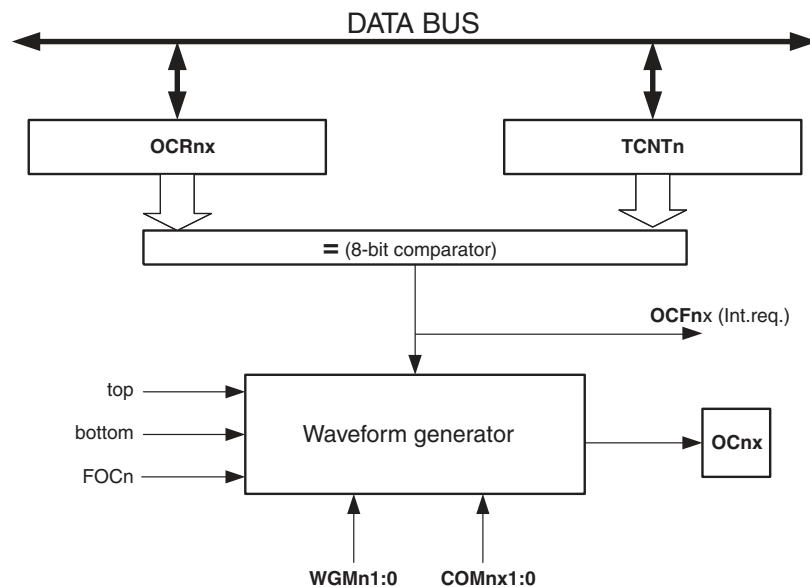 DATA BUS
OCRnx
TCNTn
= (8-bit comparator)
OCFnx (Int.req.)
top
bottom
FOCn
Waveform generator
OCnx
WGMn1:0
COMnx1:0